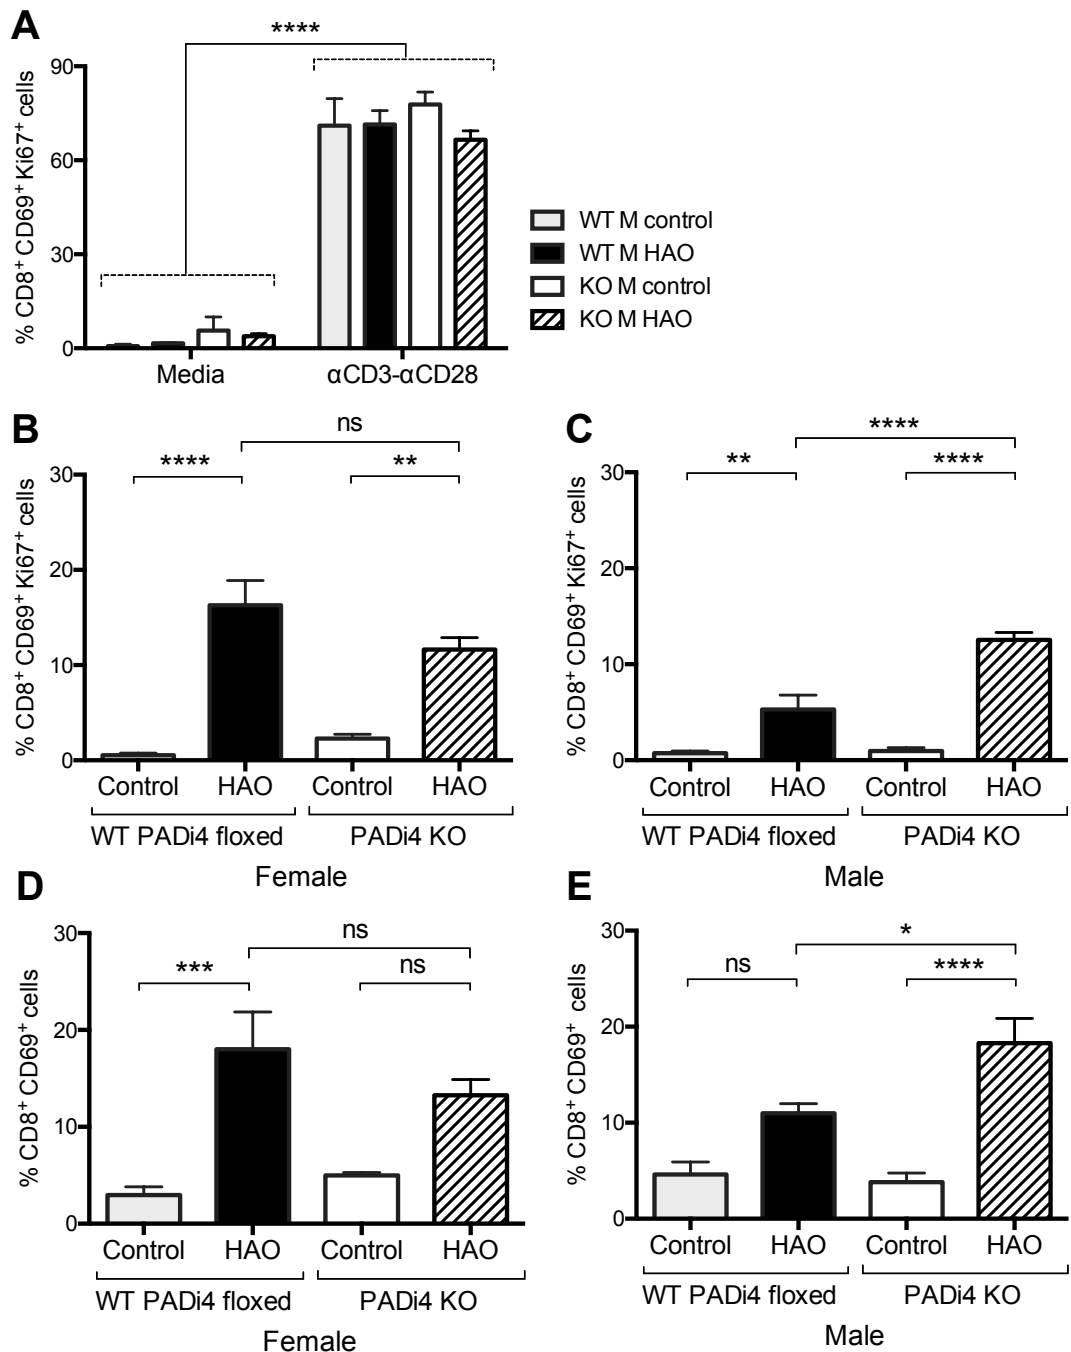 A
****
% CD8⁺ CD69⁺ Ki67⁺ cells
90
60
30
0
Media
αCD3-αCD28
WT M control
WT M HAO
KO M control
KO M HAO
B
ns
****
**
% CD8⁺ CD69⁺ Ki67⁺ cells
30
20
10
0
Control HAO Control HAO
WT PADi4 floxed PADi4 KO
Female
C
****
**
****
% CD8⁺ CD69⁺ Ki67⁺ cells
30
20
10
0
Control HAO Control HAO
WT PADi4 floxed PADi4 KO
Male
D
ns
***
ns
% CD8⁺ CD69⁺ cells
30
20
10
0
Control HAO Control HAO
WT PADi4 floxed PADi4 KO
Female
E
*
ns
****
% CD8⁺ CD69⁺ cells
30
20
10
0
Control HAO Control HAO
WT PADi4 floxed PADi4 KO
Male